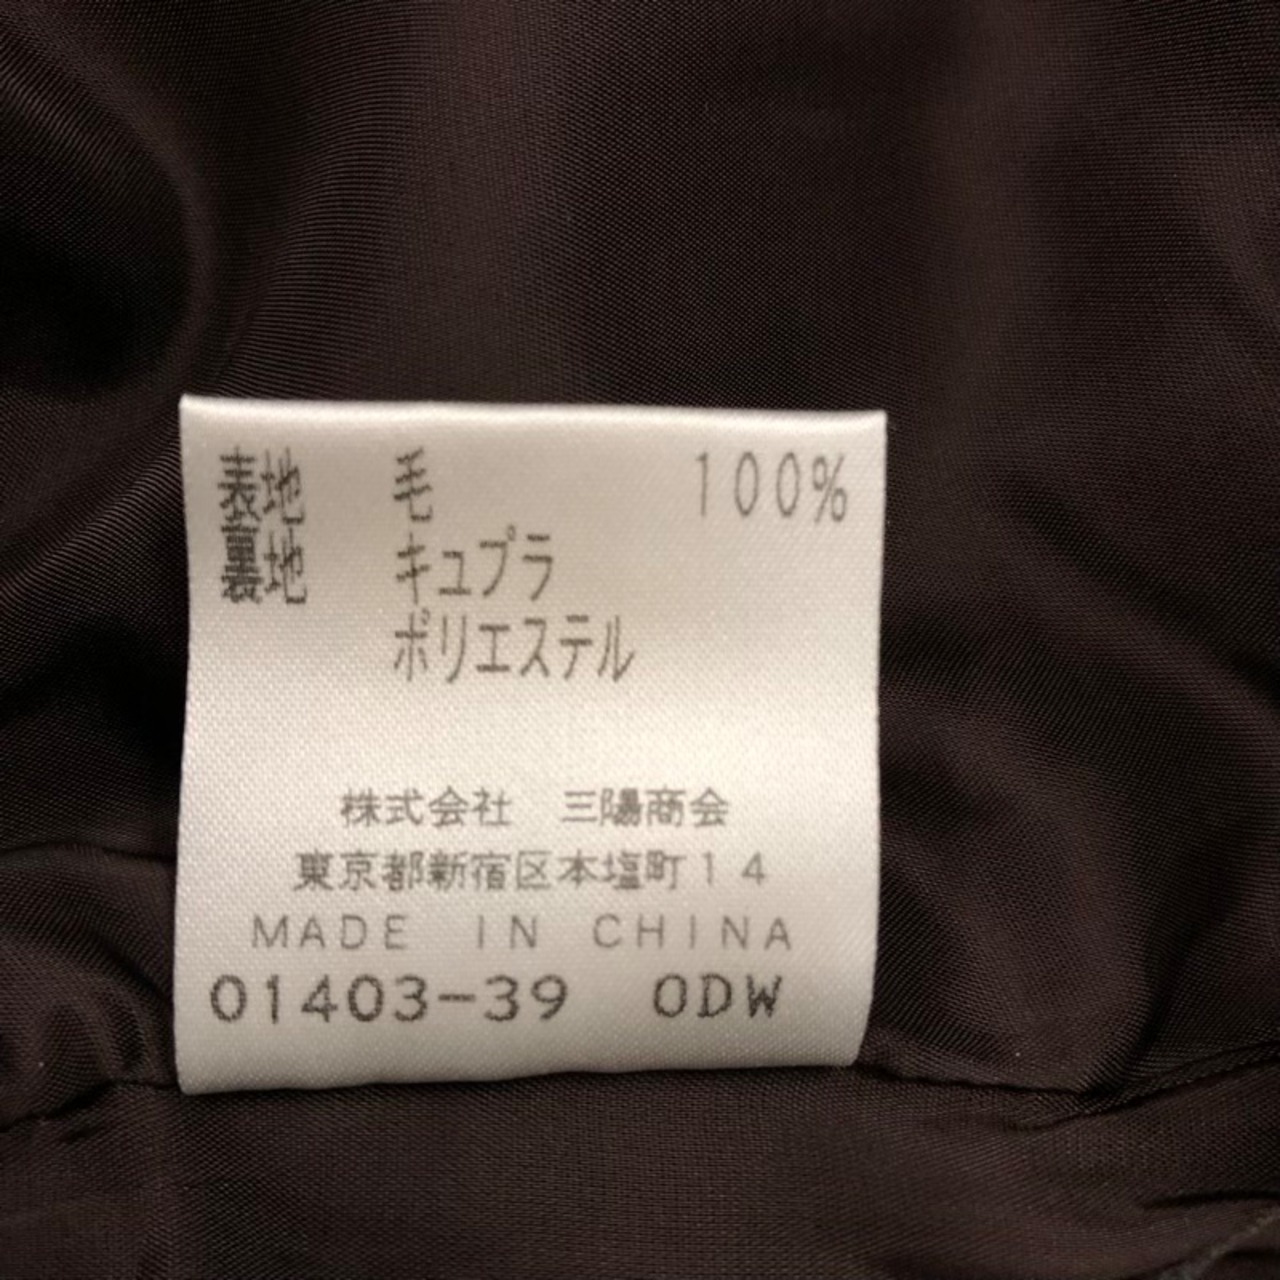 表地 毛 100%
裏地 キュプラ
ポリエステル
株式会社 三陽商会
東京都新宿区本塩町14
MADE IN CHINA
01403-39 0DW